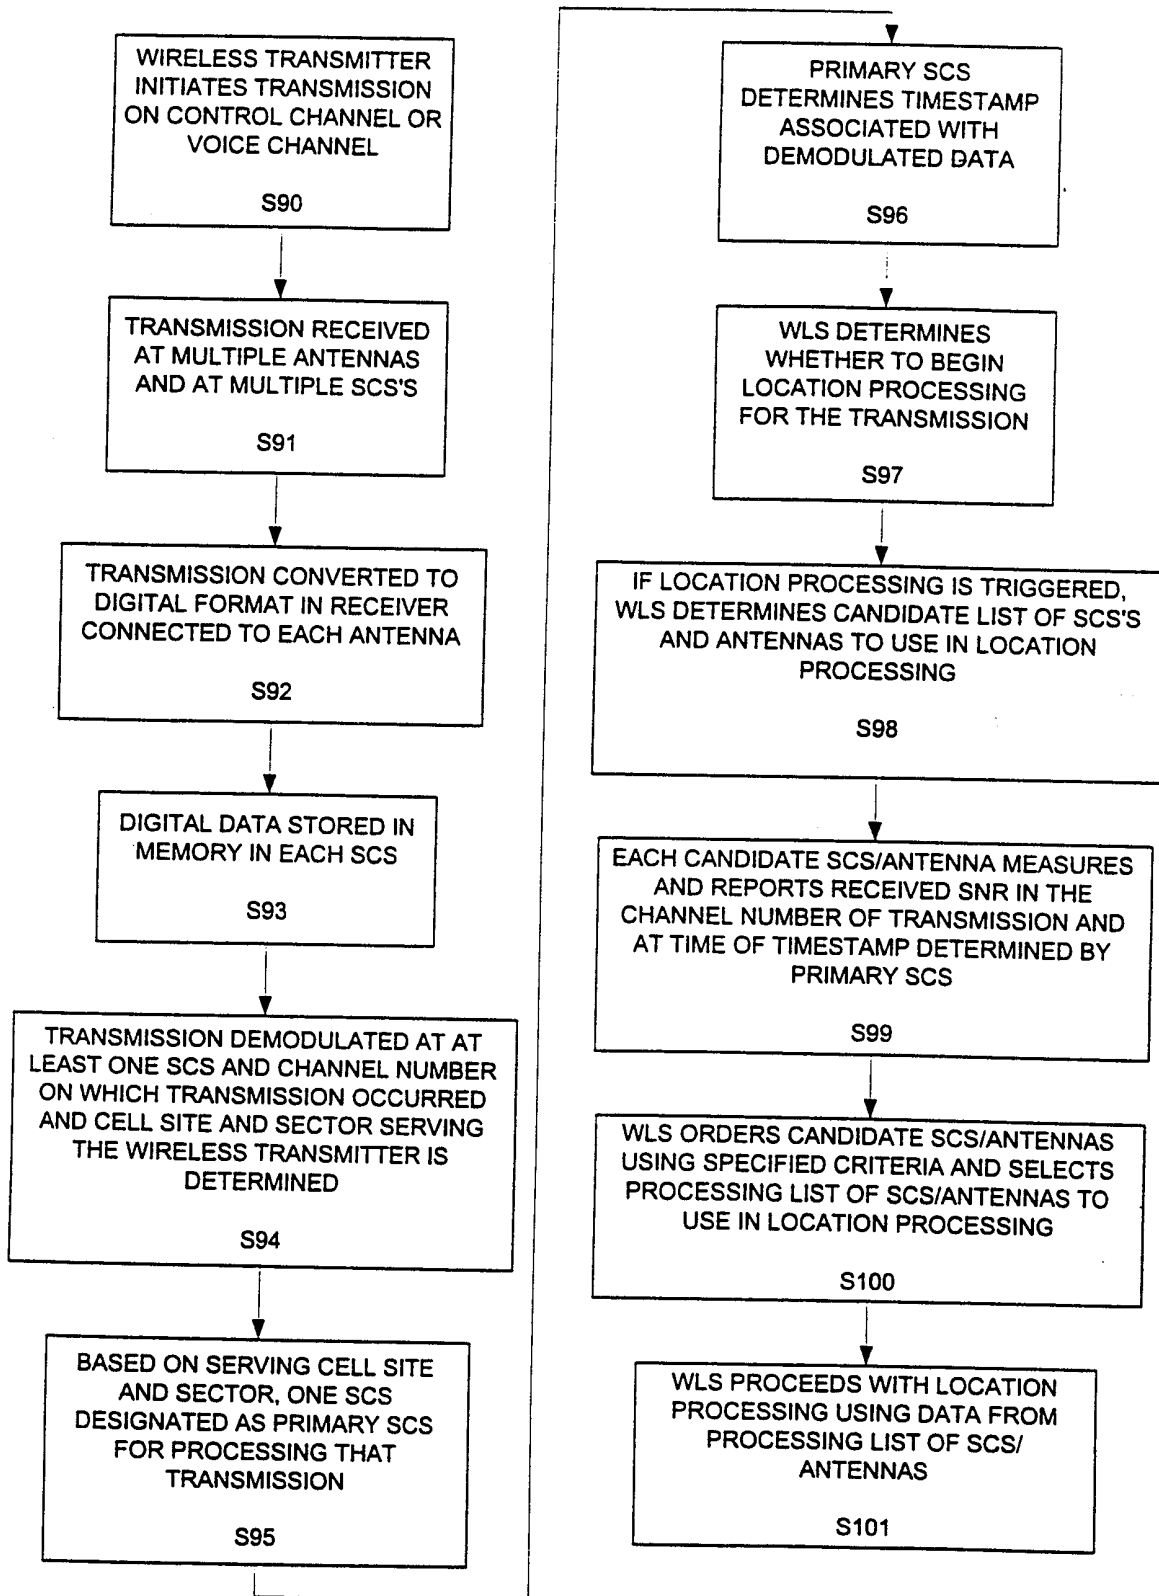 WIRELESS TRANSMITTER
INITIATES TRANSMISSION
ON CONTROL CHANNEL OR
VOICE CHANNEL
S90
TRANSMISSION RECEIVED
AT MULTIPLE ANTENNAS
AND AT MULTIPLE SCS'S
S91
TRANSMISSION CONVERTED TO
DIGITAL FORMAT IN RECEIVER
CONNECTED TO EACH ANTENNA
S92
DIGITAL DATA STORED IN
MEMORY IN EACH SCS
S93
TRANSMISSION DEMODULATED AT AT
LEAST ONE SCS AND CHANNEL NUMBER
ON WHICH TRANSMISSION OCCURRED
AND CELL SITE AND SECTOR SERVING
THE WIRELESS TRANSMITTER IS
DETERMINED
S94
BASED ON SERVING CELL SITE
AND SECTOR, ONE SCS
DESIGNATED AS PRIMARY SCS
FOR PROCESSING THAT
TRANSMISSION
S95
PRIMARY SCS
DETERMINES TIMESTAMP
ASSOCIATED WITH
DEMODULATED DATA
S96
WLS DETERMINES
WHETHER TO BEGIN
LOCATION PROCESSING
FOR THE TRANSMISSION
S97
IF LOCATION PROCESSING IS TRIGGERED,
WLS DETERMINES CANDIDATE LIST OF SCS'S
AND ANTENNAS TO USE IN LOCATION
PROCESSING
S98
EACH CANDIDATE SCS/ANTENNA MEASURES
AND REPORTS RECEIVED SNR IN THE
CHANNEL NUMBER OF TRANSMISSION AND
AT TIME OF TIMESTAMP DETERMINED BY
PRIMARY SCS
S99
WLS ORDERS CANDIDATE SCS/ANTENNAS
USING SPECIFIED CRITERIA AND SELECTS
PROCESSING LIST OF SCS/ANTENNAS TO
USE IN LOCATION PROCESSING
S100
WLS PROCEEDS WITH LOCATION
PROCESSING USING DATA FROM
PROCESSING LIST OF SCS/
ANTENNAS
S101